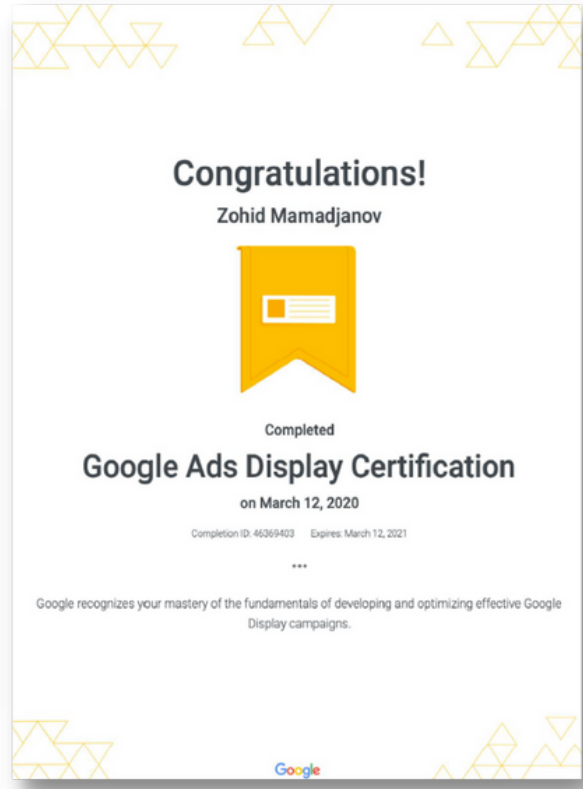 Congratulations!
Zohid Mamadjanov
Completed
Google Ads Display Certification
on March 12, 2020
Completion ID: 46369403 Expires: March 12, 2021
•••
Google recognizes your mastery of the fundamentals of developing and optimizing effective Google
Display campaigns.
Google